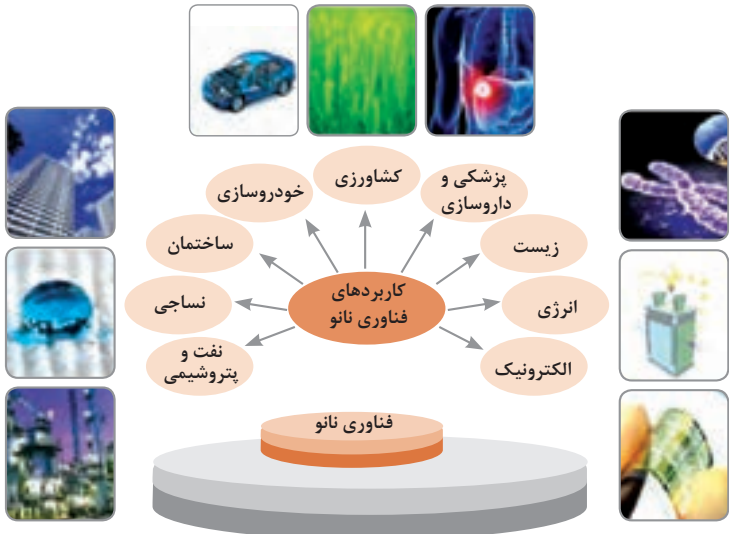 کشاورزی
پزشکی و
داروسازی
خودروسازی
زیست
ساختمان
کاربردهای
فناوری نانو
انرژی
نساجی
الکترونیک
نفت و
پتروشیمی
فناوری نانو